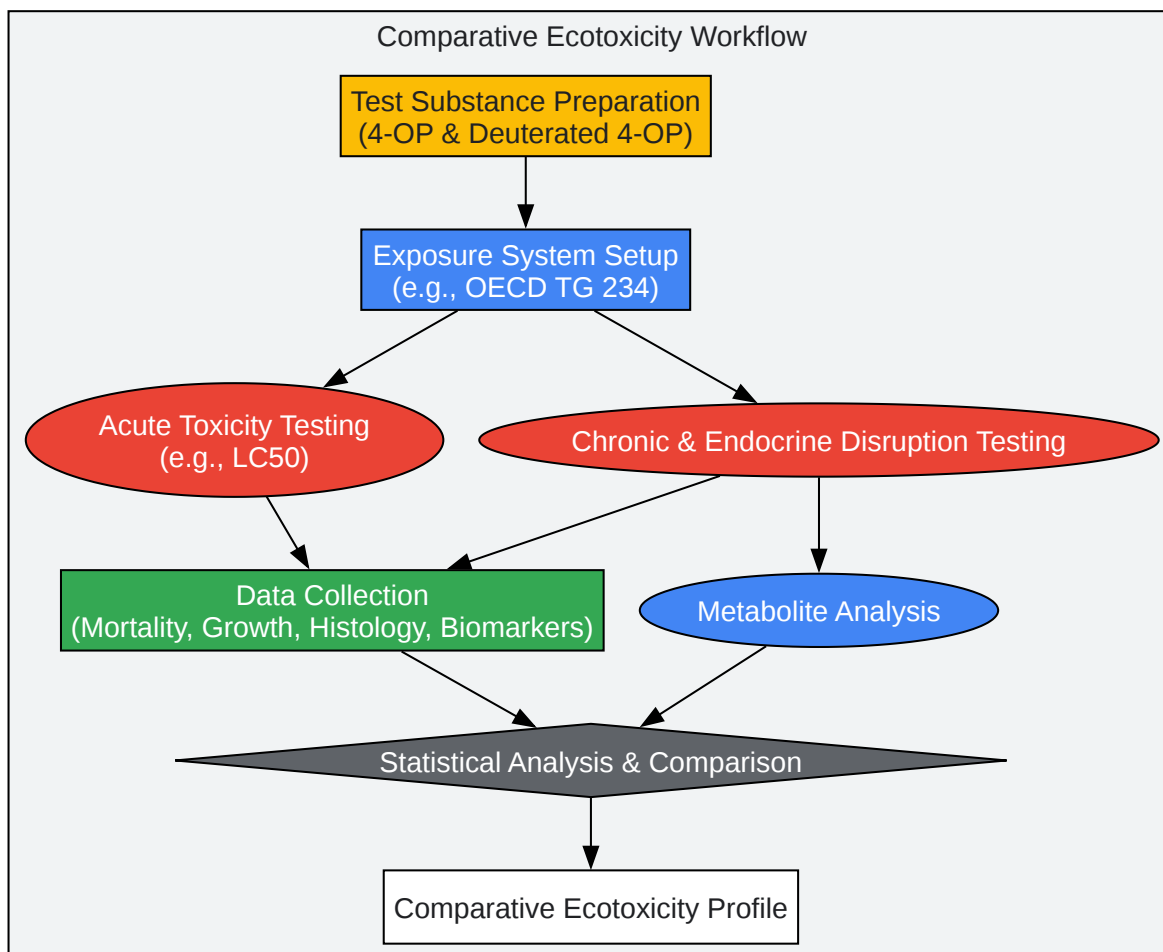 Comparative Ecotoxicity Workflow
Test Substance Preparation
(4-OP & Deuterated 4-OP)
Exposure System Setup
(e.g., OECD TG 234)
Acute Toxicity Testing
(e.g., LC50)
Chronic & Endocrine Disruption Testing
Data Collection
(Mortality, Growth, Histology, Biomarkers)
Metabolite Analysis
Statistical Analysis & Comparison
Comparative Ecotoxicity Profile